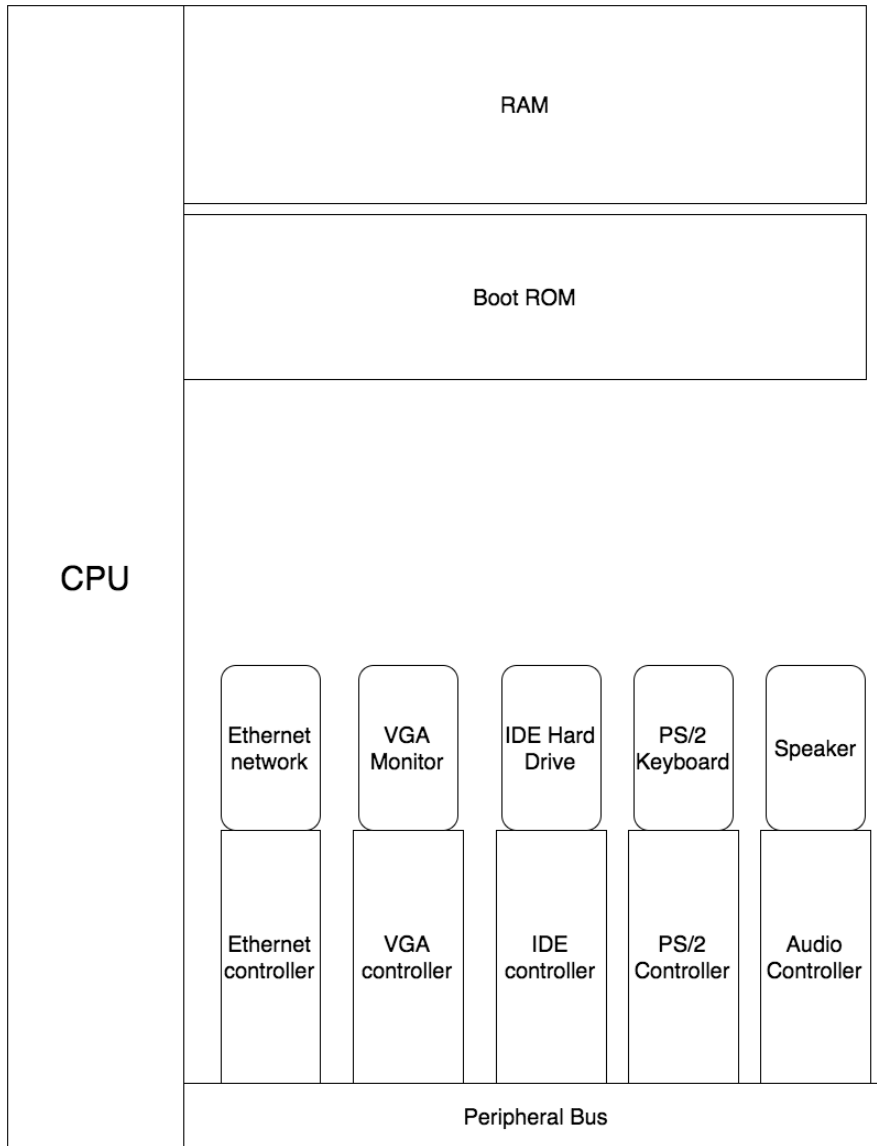 RAM
Boot ROM
CPU
Ethernet
network
VGA
Monitor
IDE Hard
Drive
PS/2
Keyboard
Speaker
Ethernet
controller
VGA
controller
IDE
controller
PS/2
Controller
Audio
Controller
Peripheral Bus